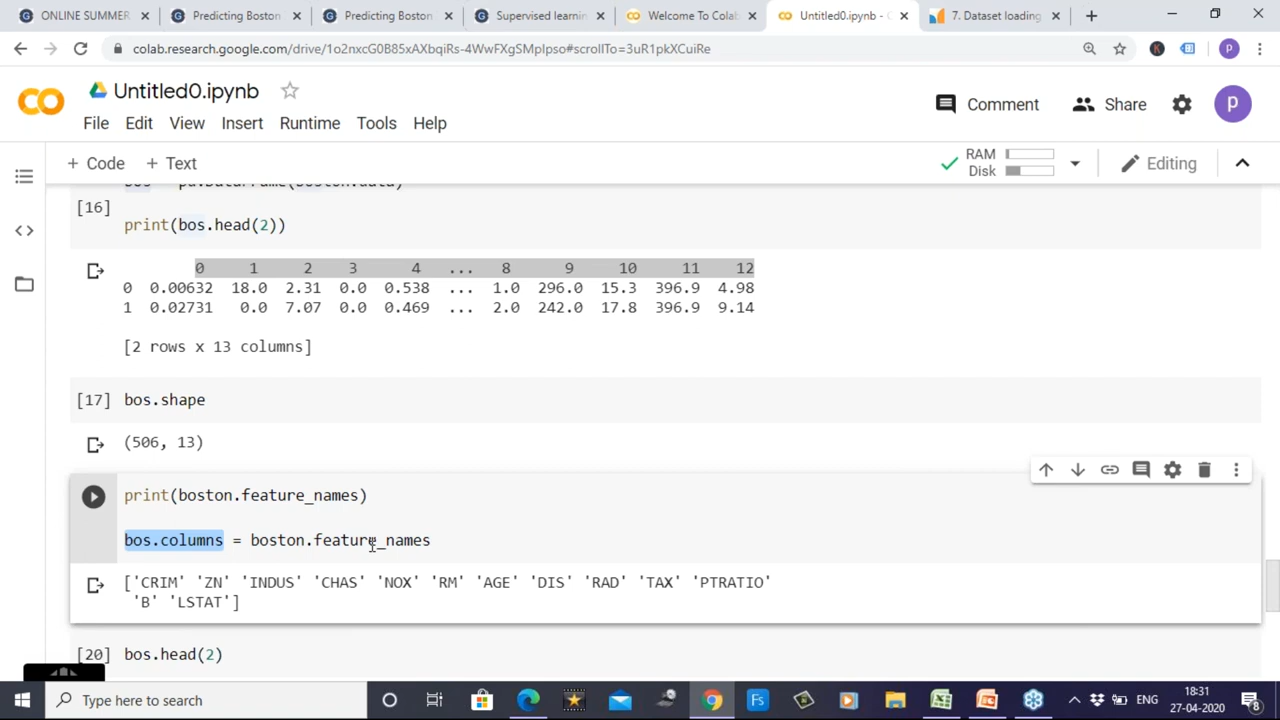 ONLINE SUMMER
Predicting Boston
Predicting Boston
Supervised learnin
Welcome To Colab
Untitled0.ipynb - C
7. Dataset loading
colab.research.google.com/drive/1o2nxcG0B85xAXbqiRs-4WwFXgSMpIpso#scrollTo=3uR1pkXCuiRe
Untitled0.ipynb
Comment
Share
p
File Edit View Insert Runtime Tools Help
+ Code + Text
RAM
Disk
Editing
[16]
print(bos.head(2))
0 1 2 3 4 ... 8 9 10 11 12
0 0.00632 18.0 2.31 0.0 0.538 ... 1.0 296.0 15.3 396.9 4.98
1 0.02731 0.0 7.07 0.0 0.469 ... 2.0 242.0 17.8 396.9 9.14
[2 rows x 13 columns]
[17] bos.shape
(506, 13)
print(boston.feature_names)
bos.columns = boston.feature_names
['CRIM' 'ZN' 'INDUS' 'CHAS' 'NOX' 'RM' 'AGE' 'DIS' 'RAD' 'TAX' 'PTRATIO'
'B' 'LSTAT']
[20] bos.head(2)
Type here to search
Fs
ENG
18:31
27-04-2020
8